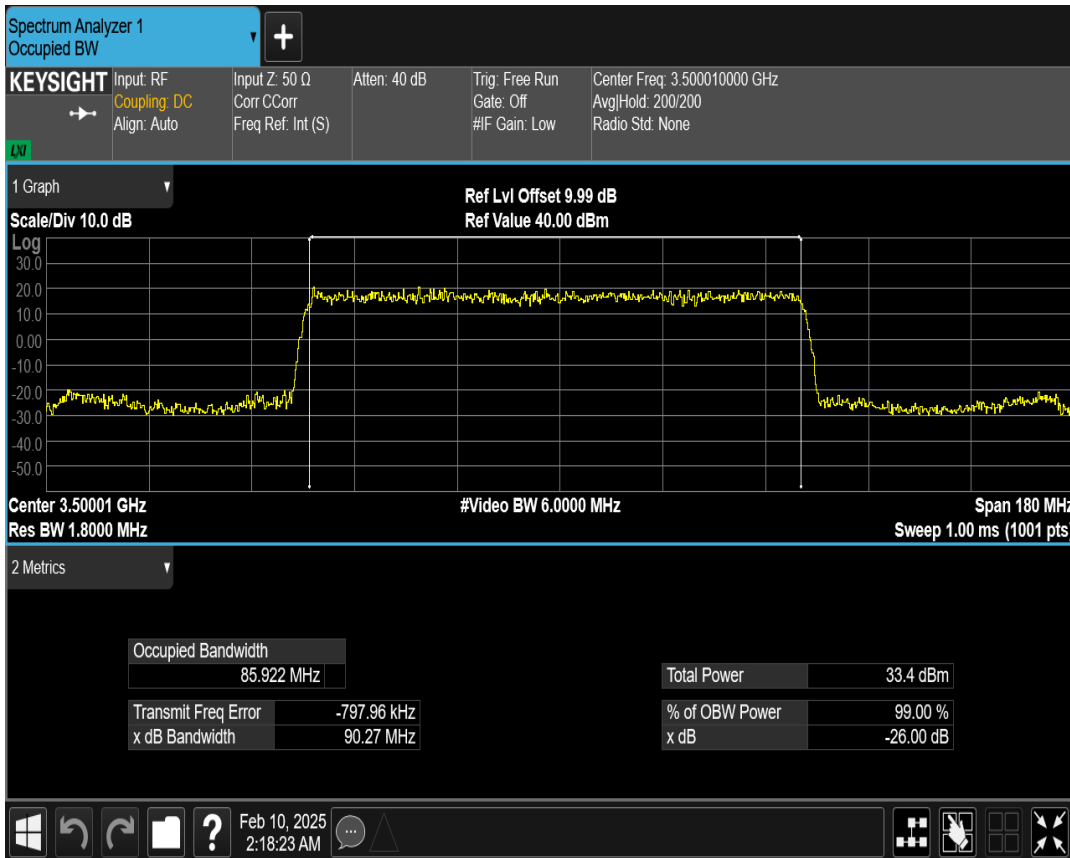 Spectrum Analyzer 1
Occupied BW
+
KEYSIGHT
LXI
Input: RF
Coupling: DC
Align: Auto
Input Z: 50 Ω
Corr CCorr
Freq Ref: Int (S)
Atten: 40 dB
Trig: Free Run
Gate: Off
#IF Gain: Low
Center Freq: 3.500010000 GHz
Avg|Hold: 200/200
Radio Std: None
1 Graph
Scale/Div 10.0 dB
Ref Lvl Offset 9.99 dB
Ref Value 40.00 dBm
Log
30.0
20.0
10.0
0.00
-10.0
-20.0
-30.0
-40.0
-50.0
Center 3.50001 GHz
#Video BW 6.0000 MHz
Span 180 MHz
Res BW 1.8000 MHz
Sweep 1.00 ms (1001 pts)
2 Metrics
Occupied Bandwidth
85.922 MHz
Total Power 33.4 dBm
Transmit Freq Error -797.96 kHz
% of OBW Power 99.00 %
x dB Bandwidth 90.27 MHz
x dB -26.00 dB
?
Feb 10, 2025
2:18:23 AM